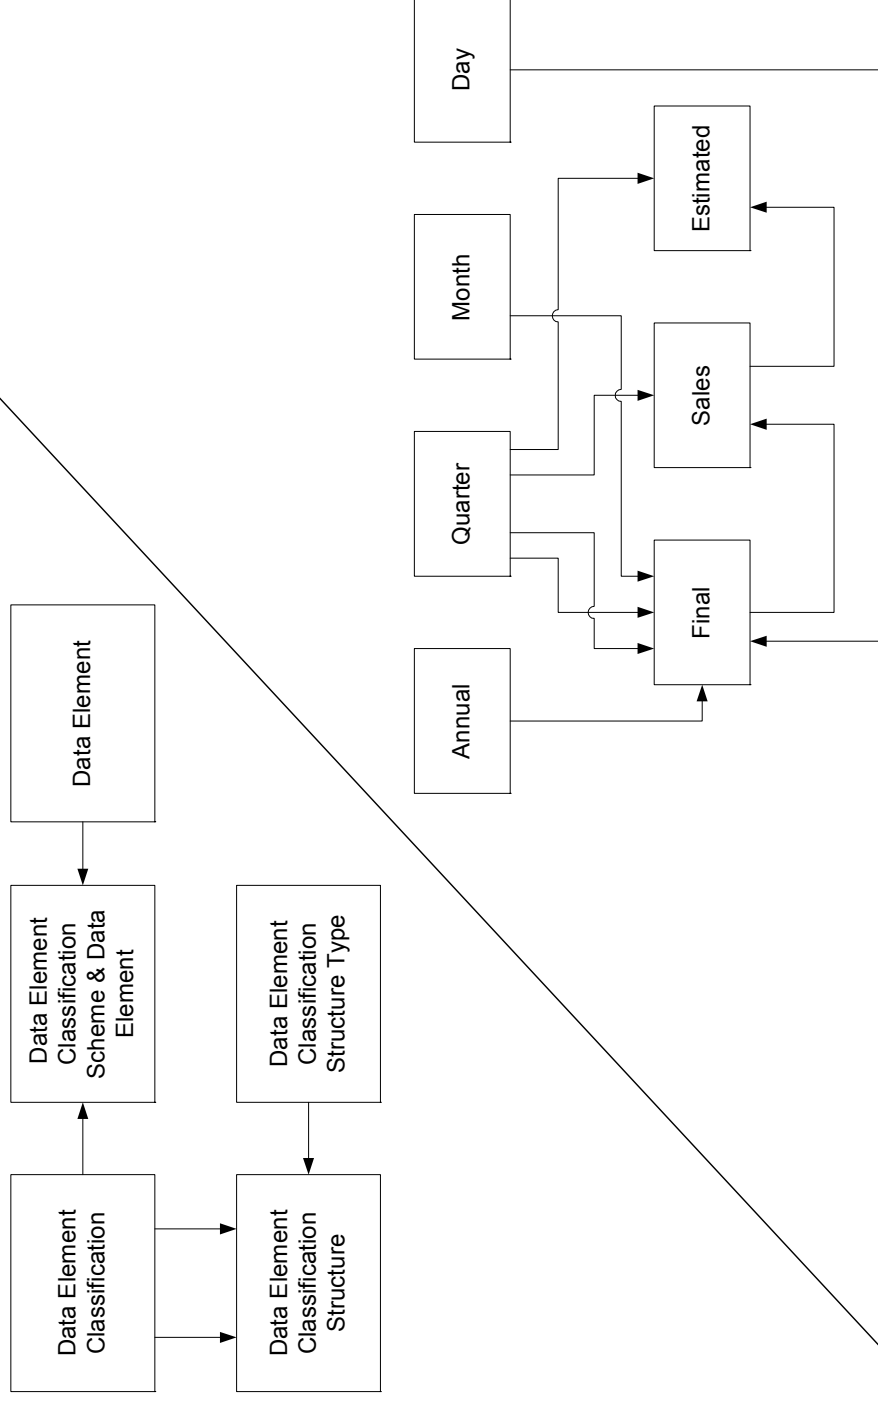 Data Element
Classification
Data Element
Classification
Scheme & Data
Element
Data Element
Data Element
Classification
Structure
Data Element
Classification
Structure Type
Annual
Quarter
Month
Day
Final
Sales
Estimated